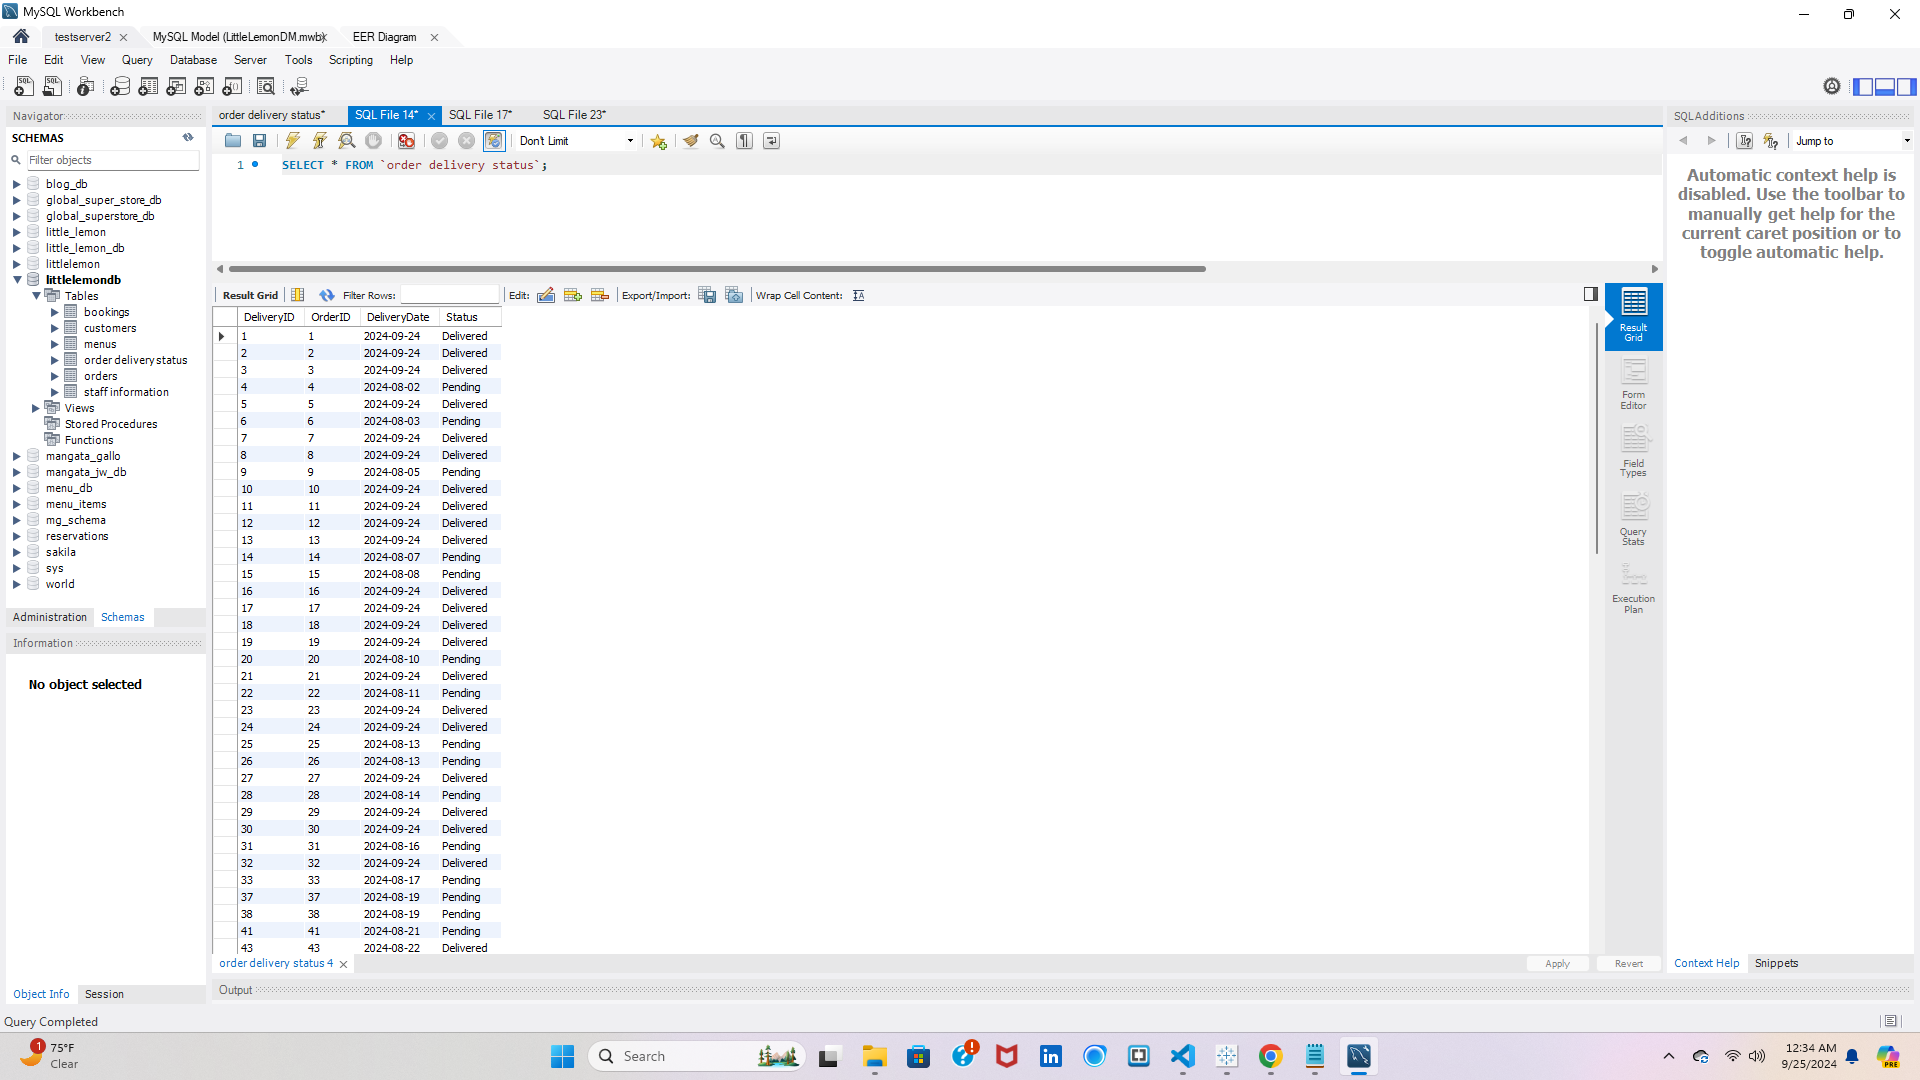 MySQL Workbench
testserver2
MySQL Model (LittleLemonDM.mwb)
EER Diagram
File Edit View Query Database Server Tools Scripting Help
Navigator
SCHEMAS
Filter objects
blog_db
global_super_store_db
global_superstore_db
little_lemon
little_lemon_db
littlelemon
littlelemondb
Tables
bookings
customers
menus
order delivery status
orders
staff information
Views
Stored Procedures
Functions
mangata_gallo
mangata_jw_db
menu_db
menu_items
mg_schema
reservations
sakila
sys
world
Administration Schemas
Information
No object selected
Object Info Session
order delivery status* SQL File 14* SQL File 17* SQL File 23*
Don't Limit
1 SELECT * FROM `order delivery status`;
Result Grid Filter Rows: Edit: Export/Import: Wrap Cell Content:
DeliveryID OrderID DeliveryDate Status
1 1 2024-09-24 Delivered
2 2 2024-09-24 Delivered
3 3 2024-09-24 Delivered
4 4 2024-08-02 Pending
5 5 2024-09-24 Delivered
6 6 2024-08-03 Pending
7 7 2024-09-24 Delivered
8 8 2024-09-24 Delivered
9 9 2024-08-05 Pending
10 10 2024-09-24 Delivered
11 11 2024-09-24 Delivered
12 12 2024-09-24 Delivered
13 13 2024-09-24 Delivered
14 14 2024-08-07 Pending
15 15 2024-08-08 Pending
16 16 2024-09-24 Delivered
17 17 2024-09-24 Delivered
18 18 2024-09-24 Delivered
19 19 2024-09-24 Delivered
20 20 2024-08-10 Pending
21 21 2024-09-24 Delivered
22 22 2024-08-11 Pending
23 23 2024-09-24 Delivered
24 24 2024-09-24 Delivered
25 25 2024-08-13 Pending
26 26 2024-08-13 Pending
27 27 2024-09-24 Delivered
28 28 2024-08-14 Pending
29 29 2024-09-24 Delivered
30 30 2024-09-24 Delivered
31 31 2024-08-16 Pending
32 32 2024-09-24 Delivered
33 33 2024-08-17 Pending
37 37 2024-08-19 Pending
38 38 2024-08-19 Pending
41 41 2024-08-21 Pending
43 43 2024-08-22 Delivered
order delivery status 4
Apply Revert
Output
Result
Grid
Form
Editor
Field
Types
Query
Stats
Execution
Plan
SQLAdditions
Jump to
Automatic context help is
disabled. Use the toolbar to
manually get help for the
current caret position or to
toggle automatic help.
Context Help Snippets
Query Completed
1
75°F
Clear
Search
12:34 AM
9/25/2024
PRE